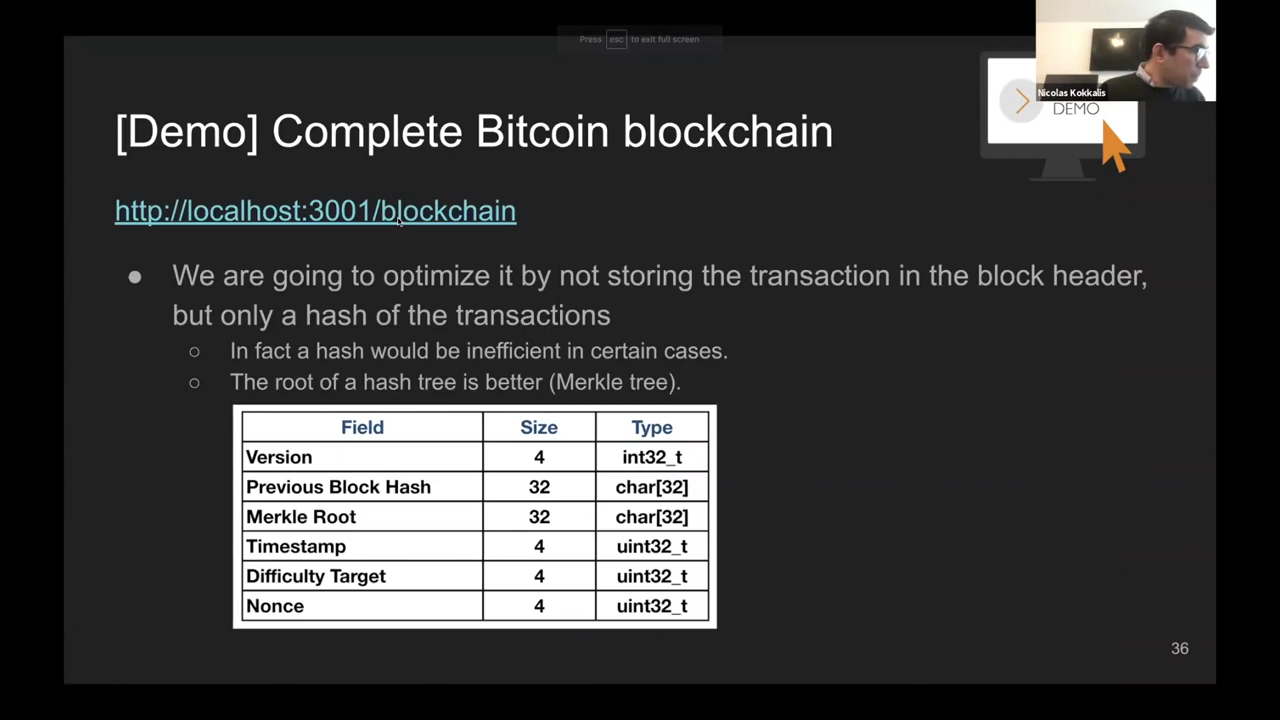 Press esc to exit full screen
Nicolas Kokkalis
DEMO
[Demo] Complete Bitcoin blockchain
http://localhost:3001/blockchain
● We are going to optimize it by not storing the transaction in the block header,
but only a hash of the transactions
○ In fact a hash would be inefficient in certain cases.
○ The root of a hash tree is better (Merkle tree).
Field Size Type
Version 4 int32_t
Previous Block Hash 32 char[32]
Merkle Root 32 char[32]
Timestamp 4 uint32_t
Difficulty Target 4 uint32_t
Nonce 4 uint32_t
36